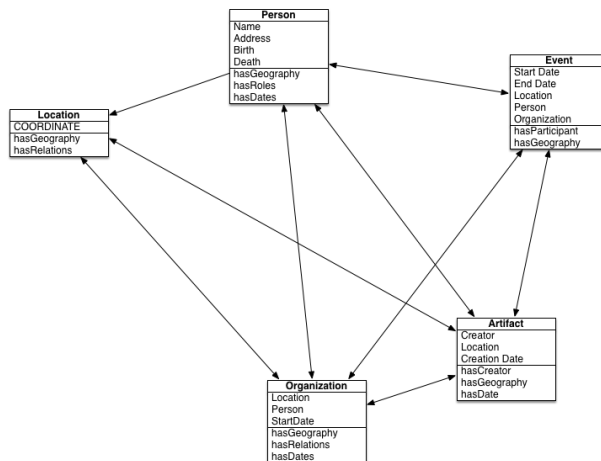 Person
Name
Address
Birth
Death
hasGeography
hasRoles
hasDates
Event
Start Date
End Date
Location
Person
Organization
hasParticipant
hasGeography
Location
COORDINATE
hasGeography
hasRelations
Artifact
Creator
Location
Creation Date
hasCreator
hasGeography
hasDate
Organization
Location
Person
StartDate
hasGeography
hasRelations
hasDates